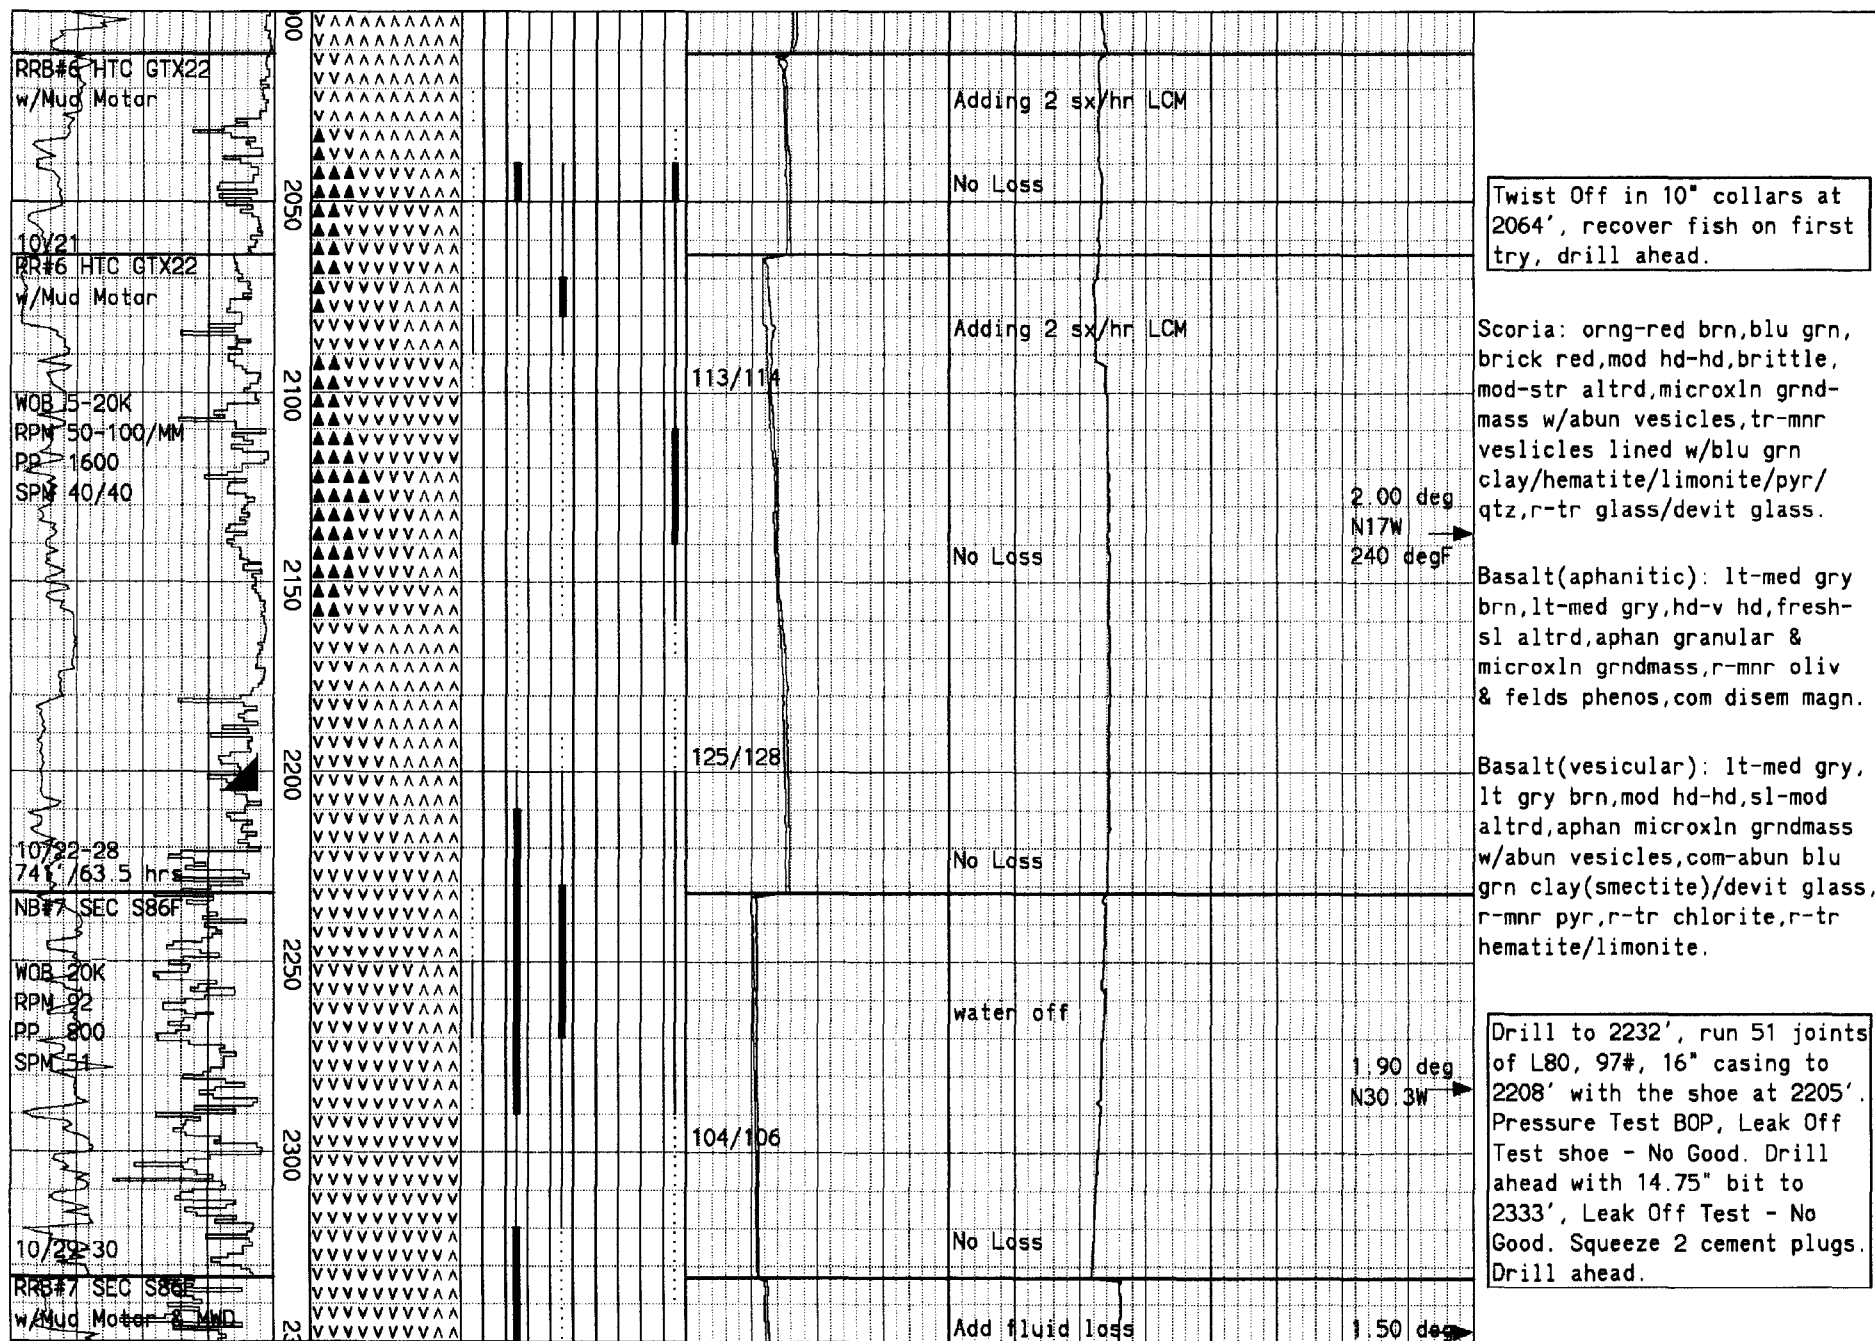 RRB#6 HTC GTX22
w/Mud Motor
10/21
RR#6 HTC GTX22
w/Mud Motor
WOB 5-20K
RPM 50-100/MM
PP 1600
SPM 40/40
10/22-28
741'/63.5 hrs
NB#7 SEC S86F
WOB 20K
RPM 92
PP 800
SPM 51
10/29-30
RRB#7 SEC S86F
w/Mud Motor & MWD
00
2050
2100
2150
2200
2250
2300
23
113/114
125/128
104/106
Adding 2 sx/hr LCM
No Loss
Adding 2 sx/hr LCM
No Loss
No Loss
water off
No Loss
Add fluid loss
2.00 deg
N17W
240 degF
1.90 deg
N30.3W
1.50 deg
Twist Off in 10" collars at
2064', recover fish on first
try, drill ahead.
Scoria: orng-red brn,blu grn,
brick red,mod hd-hd,brittle,
mod-str altrd,microxln grnd-
mass w/abun vesicles,tr-mnr
veslicles lined w/blu grn
clay/hematite/limonite/pyr/
qtz,r-tr glass/devit glass.
Basalt(aphanitic): lt-med gry
brn,lt-med gry,hd-v hd,fresh-
sl altrd,aphan granular &
microxln grndmass,r-mnr oliv
& felds phenos,com disem magn.
Basalt(vesicular): lt-med gry,
lt gry brn,mod hd-hd,sl-mod
altrd,aphan microxln grndmass
w/abun vesicles,com-abun blu
grn clay(smectite)/devit glass,
r-mnr pyr,r-tr chlorite,r-tr
hematite/limonite.
Drill to 2232', run 51 joints
of L80, 97#, 16" casing to
2208' with the shoe at 2205'.
Pressure Test BOP, Leak Off
Test shoe - No Good. Drill
ahead with 14.75" bit to
2333', Leak Off Test - No
Good. Squeeze 2 cement plugs.
Drill ahead.